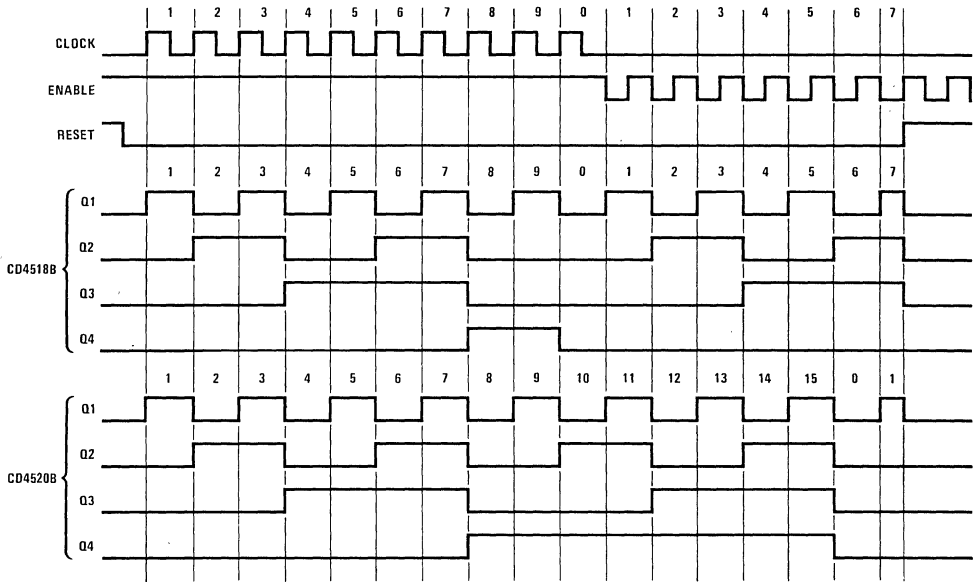 1 2 3 4 5 6 7 8 9 0 1 2 3 4 5 6 7
CLOCK
ENABLE
RESET
1 2 3 4 5 6 7 8 9 0 1 2 3 4 5 6 7
Q1
Q2
CD4518B
Q3
Q4
1 2 3 4 5 6 7 8 9 10 11 12 13 14 15 0 1
Q1
Q2
CD4520B
Q3
Q4